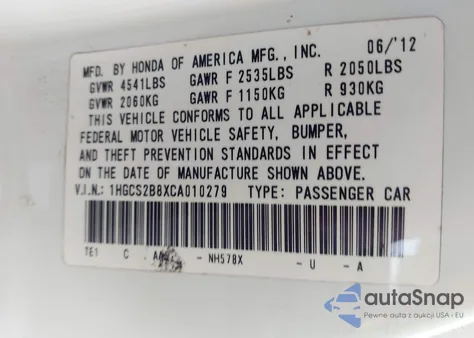 MFD. BY HONDA OF AMERICA MFG., INC. 06/'12
GVWR 4541LBS GAWR F 2535LBS R 2050LBS
GVWR 2060KG GAWR F 1150KG R 930KG
THIS VEHICLE CONFORMS TO ALL APPLICABLE
FEDERAL MOTOR VEHICLE SAFETY, BUMPER,
AND THEFT PREVENTION STANDARDS IN EFFECT
ON THE DATE OF MANUFACTURE SHOWN ABOVE.
V.I.N.: 1HGCS2B8XCA010279 TYPE: PASSENGER CAR
TE1 C - NH578X - U - A
autoSnap
Pewne auta z aukcji USA i EU